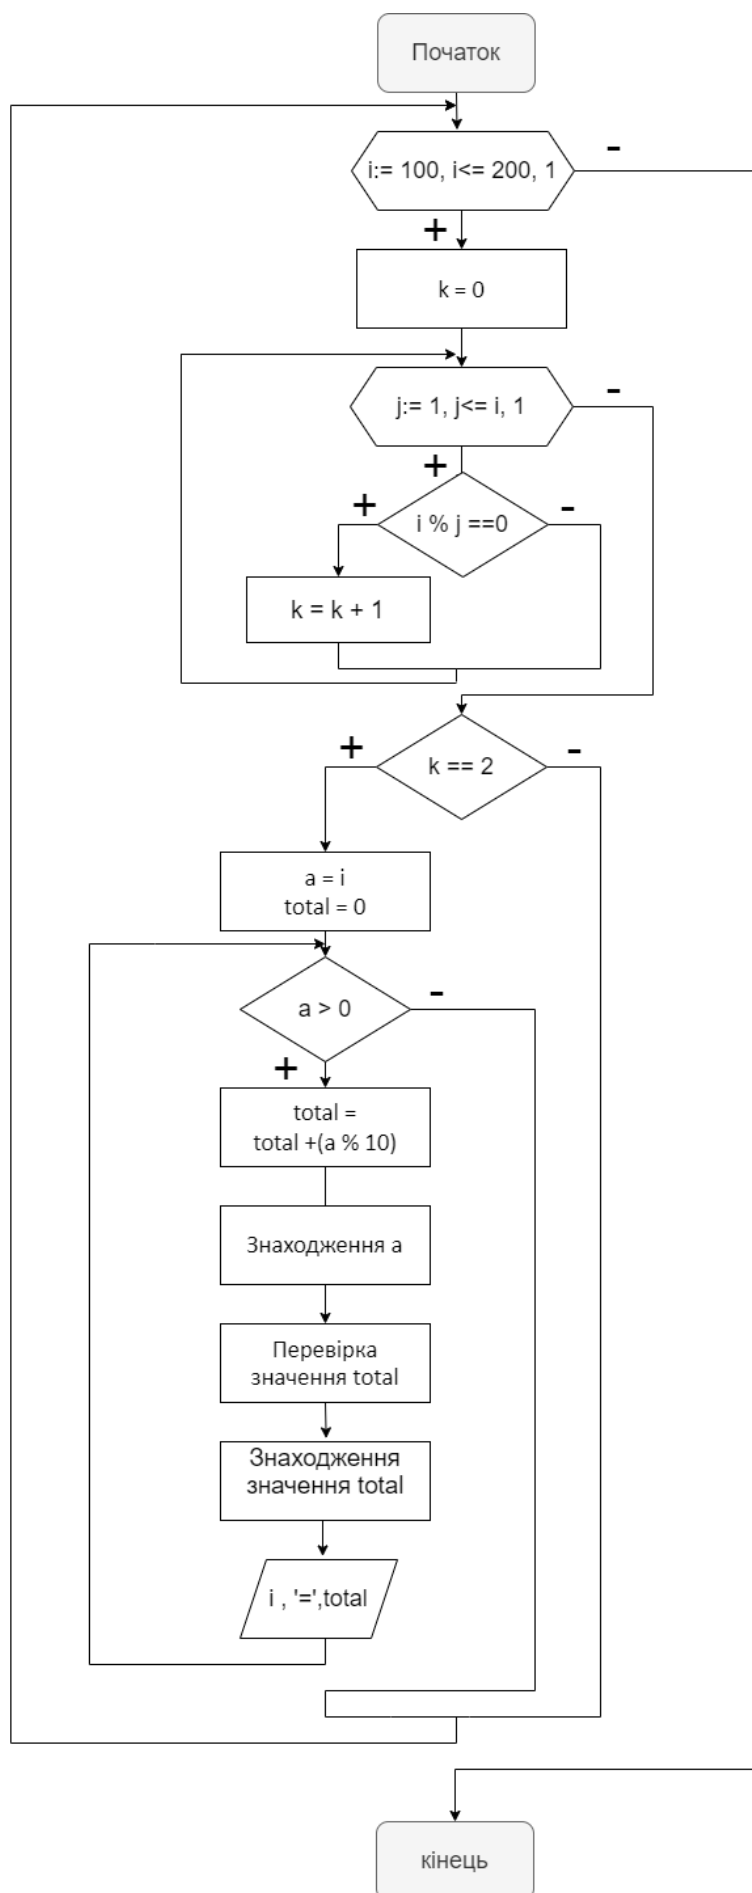 Початок
-
i:= 100, i<= 200, 1
+
k = 0
-
j:= 1, j<= i, 1
+
+
-
i % j ==0
k = k + 1
+
-
k == 2
a = i
total = 0
-
a > 0
+
total =
total +(a % 10)
Знаходження а
Перевірка
значення total
Знаходження
значення total
i , '=',total
кінець